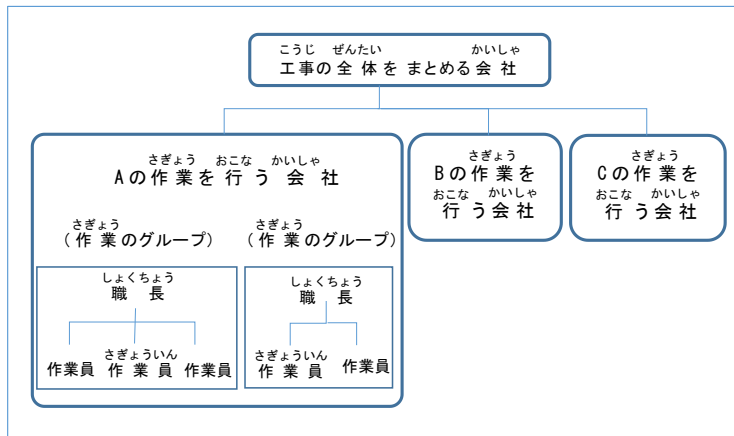 こうじ ぜんたい かいしゃ
工事の全体をまとめる会社
さぎょう おこな かいしゃ
Aの作業を行う会社
さぎょう
Bの作業を
おこな かいしゃ
行う会社
さぎょう
Cの作業を
おこな かいしゃ
行う会社
さぎょう
（作業のグループ）
さぎょう
（作業のグループ）
しょくちょう
職長
さぎょういん
作業員 作業員 作業員
しょくちょう
職長
さぎょういん
作業員 作業員